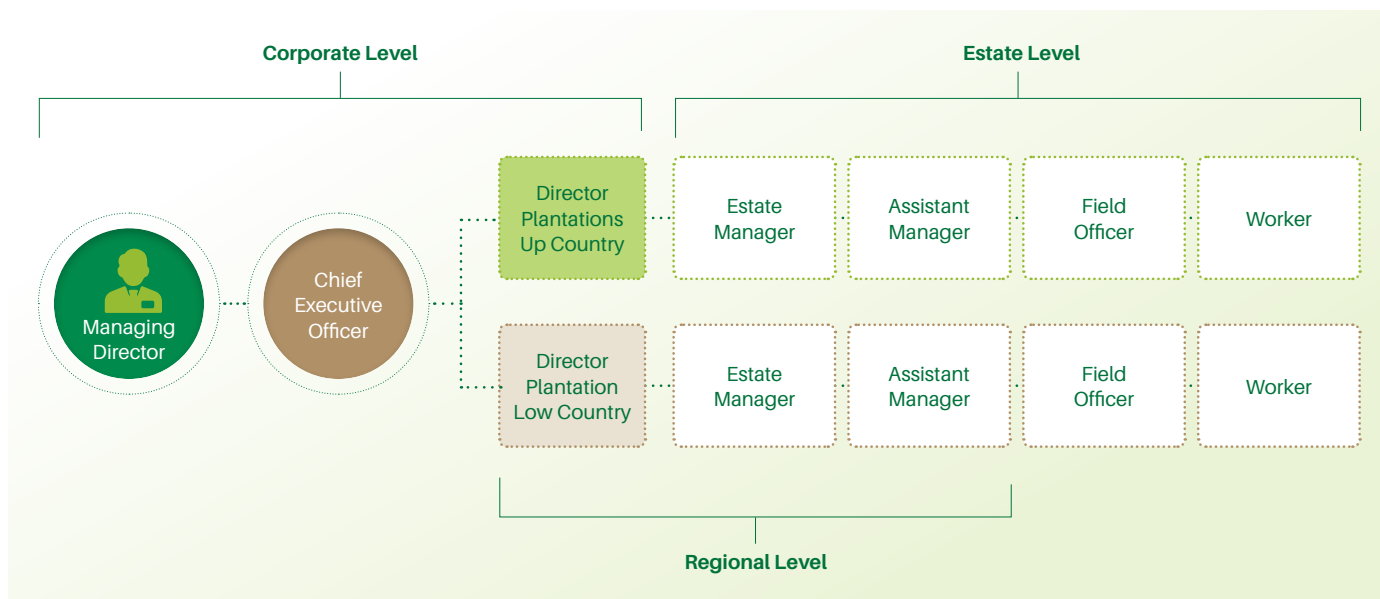 Corporate Level
Estate Level
Managing
Director
Chief
Executive
Officer
Director
Plantations
Up Country
Estate
Manager
Assistant
Manager
Field
Officer
Worker
Director
Plantation
Low Country
Estate
Manager
Assistant
Manager
Field
Officer
Worker
Regional Level